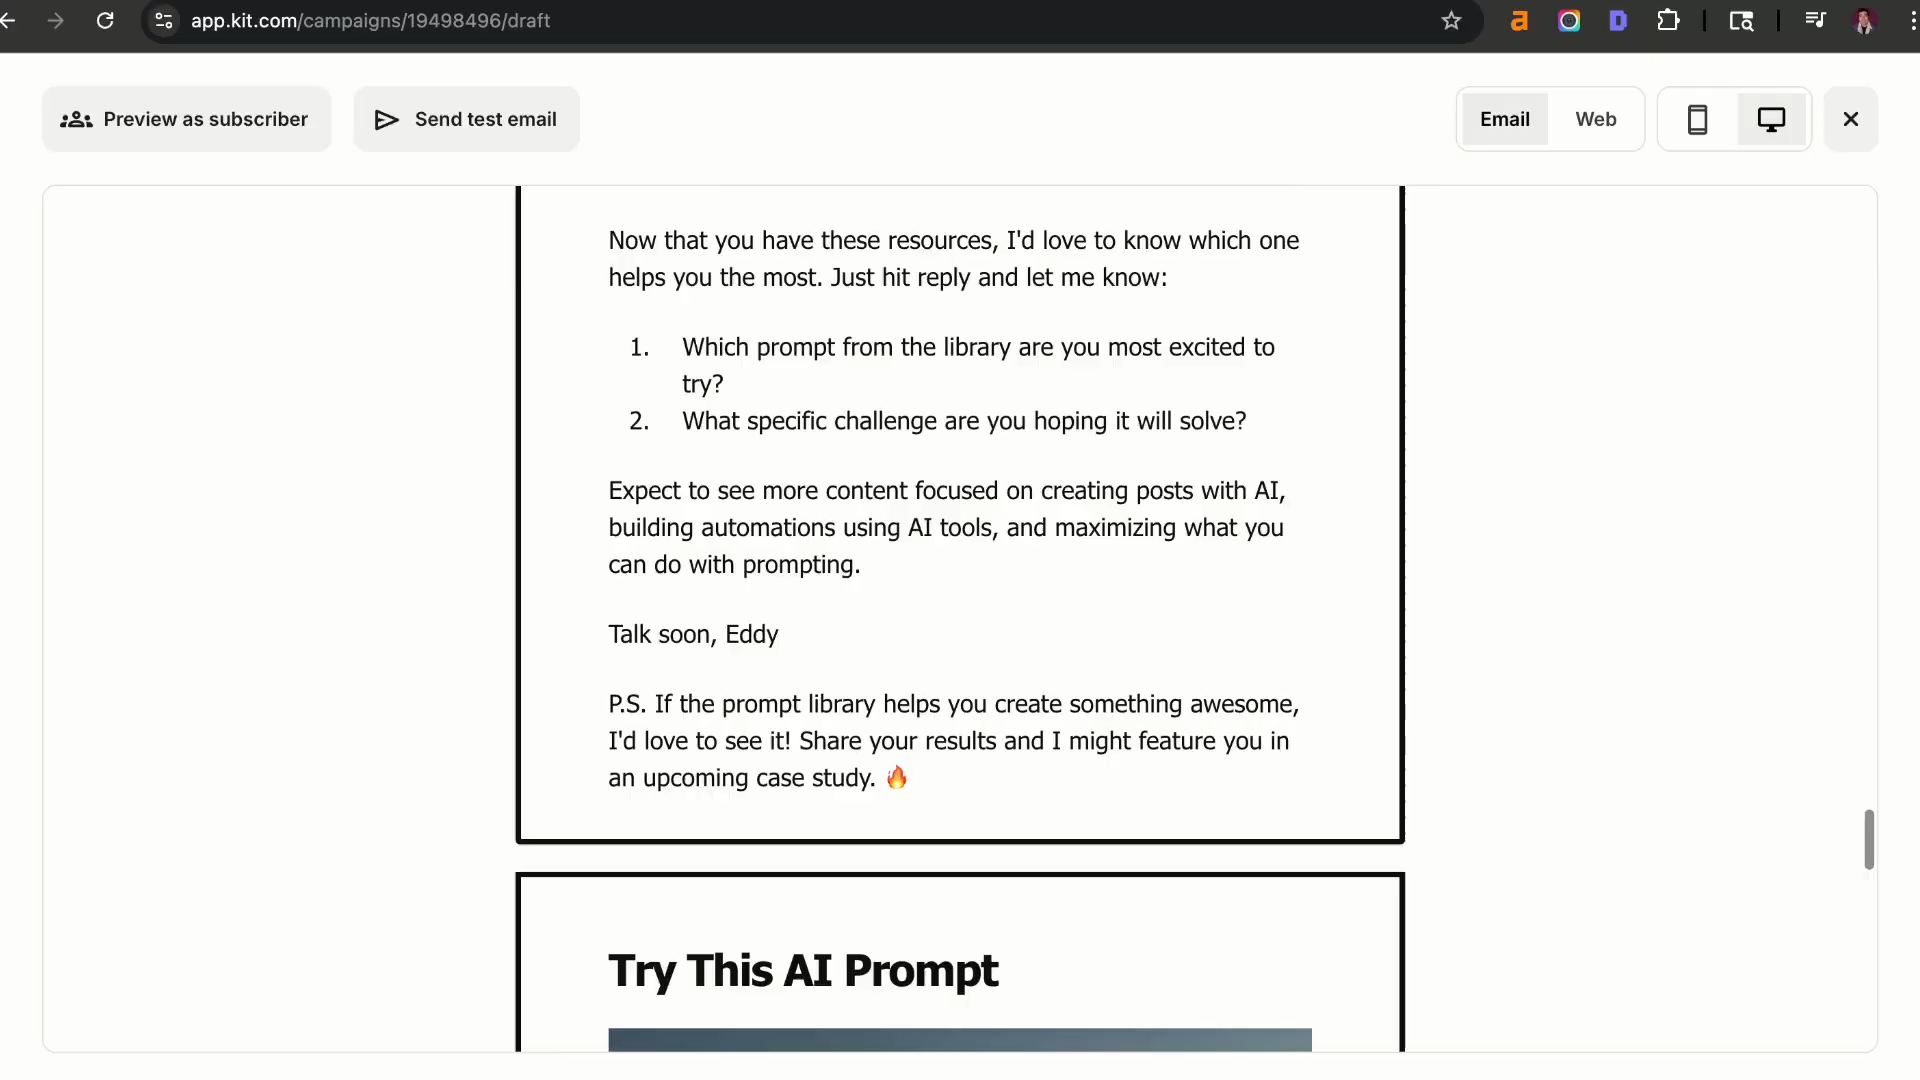 app.kit.com/campaigns/19498496/draft
Preview as subscriber
Send test email
Email
Web
Now that you have these resources, I'd love to know which one
helps you the most. Just hit reply and let me know:
1. Which prompt from the library are you most excited to
try?
2. What specific challenge are you hoping it will solve?
Expect to see more content focused on creating posts with AI,
building automations using AI tools, and maximizing what you
can do with prompting.
Talk soon, Eddy
P.S. If the prompt library helps you create something awesome,
I'd love to see it! Share your results and I might feature you in
an upcoming case study. 🔥
Try This AI Prompt